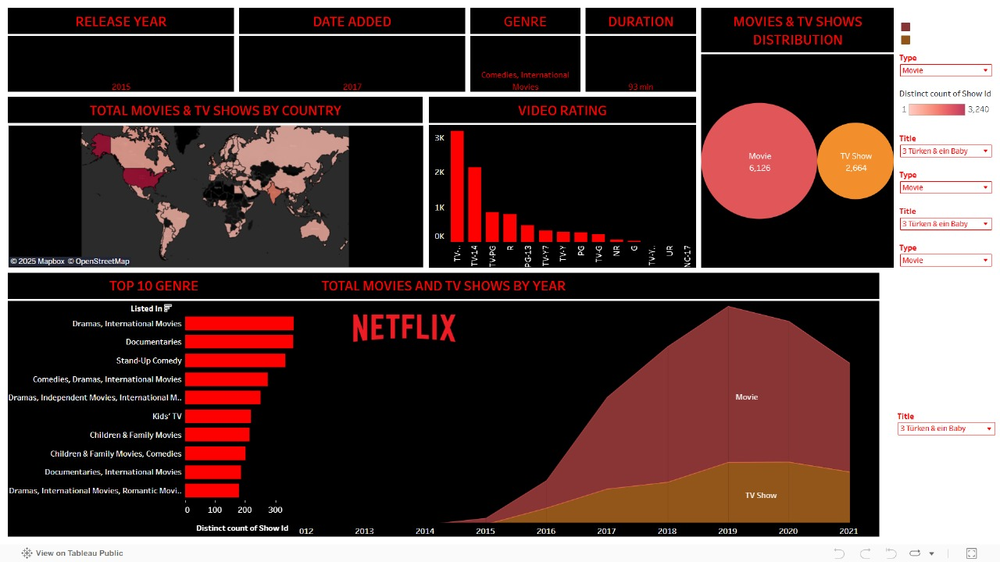 RELEASE YEAR
DATE ADDED
GENRE
DURATION
MOVIES & TV SHOWS
DISTRIBUTION
2015
2017
Comedies, International
Movies
93 min
TOTAL MOVIES & TV SHOWS BY COUNTRY
VIDEO RATING
© 2025 Mapbox © OpenStreetMap
3K
2K
1K
0K
TV-..
TV-14
TV-PG
R
PG-13
TV-Y7
TV-Y
PG
TV-G
NR
G
TV-Y..
UR
NC-17
Movie
6,126
TV Show
2,664
Type
Movie
Distinct count of Show Id
1 3,240
Title
3 Türken & ein Baby
Type
Movie
Title
3 Türken & ein Baby
Type
Movie
TOP 10 GENRE
TOTAL MOVIES AND TV SHOWS BY YEAR
Listed In
Dramas, International Movies
Documentaries
Stand-Up Comedy
Comedies, Dramas, International Movies
Dramas, Independent Movies, International M..
Kids' TV
Children & Family Movies
Children & Family Movies, Comedies
Documentaries, International Movies
Dramas, International Movies, Romantic Movi..
0 100 200 300
Distinct count of Show Id
NETFLIX
Movie
TV Show
012 2013 2014 2015 2016 2017 2018 2019 2020 2021
Title
3 Türken & ein Baby
View on Tableau Public